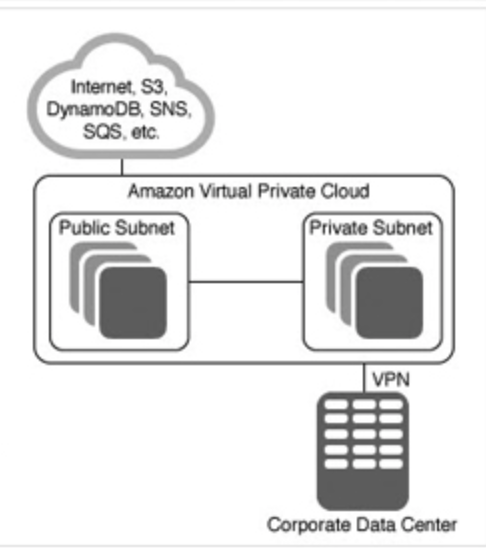 Internet, S3,
DynamoDB, SNS,
SQS, etc.
Amazon Virtual Private Cloud
Public Subnet
Private Subnet
VPN
Corporate Data Center